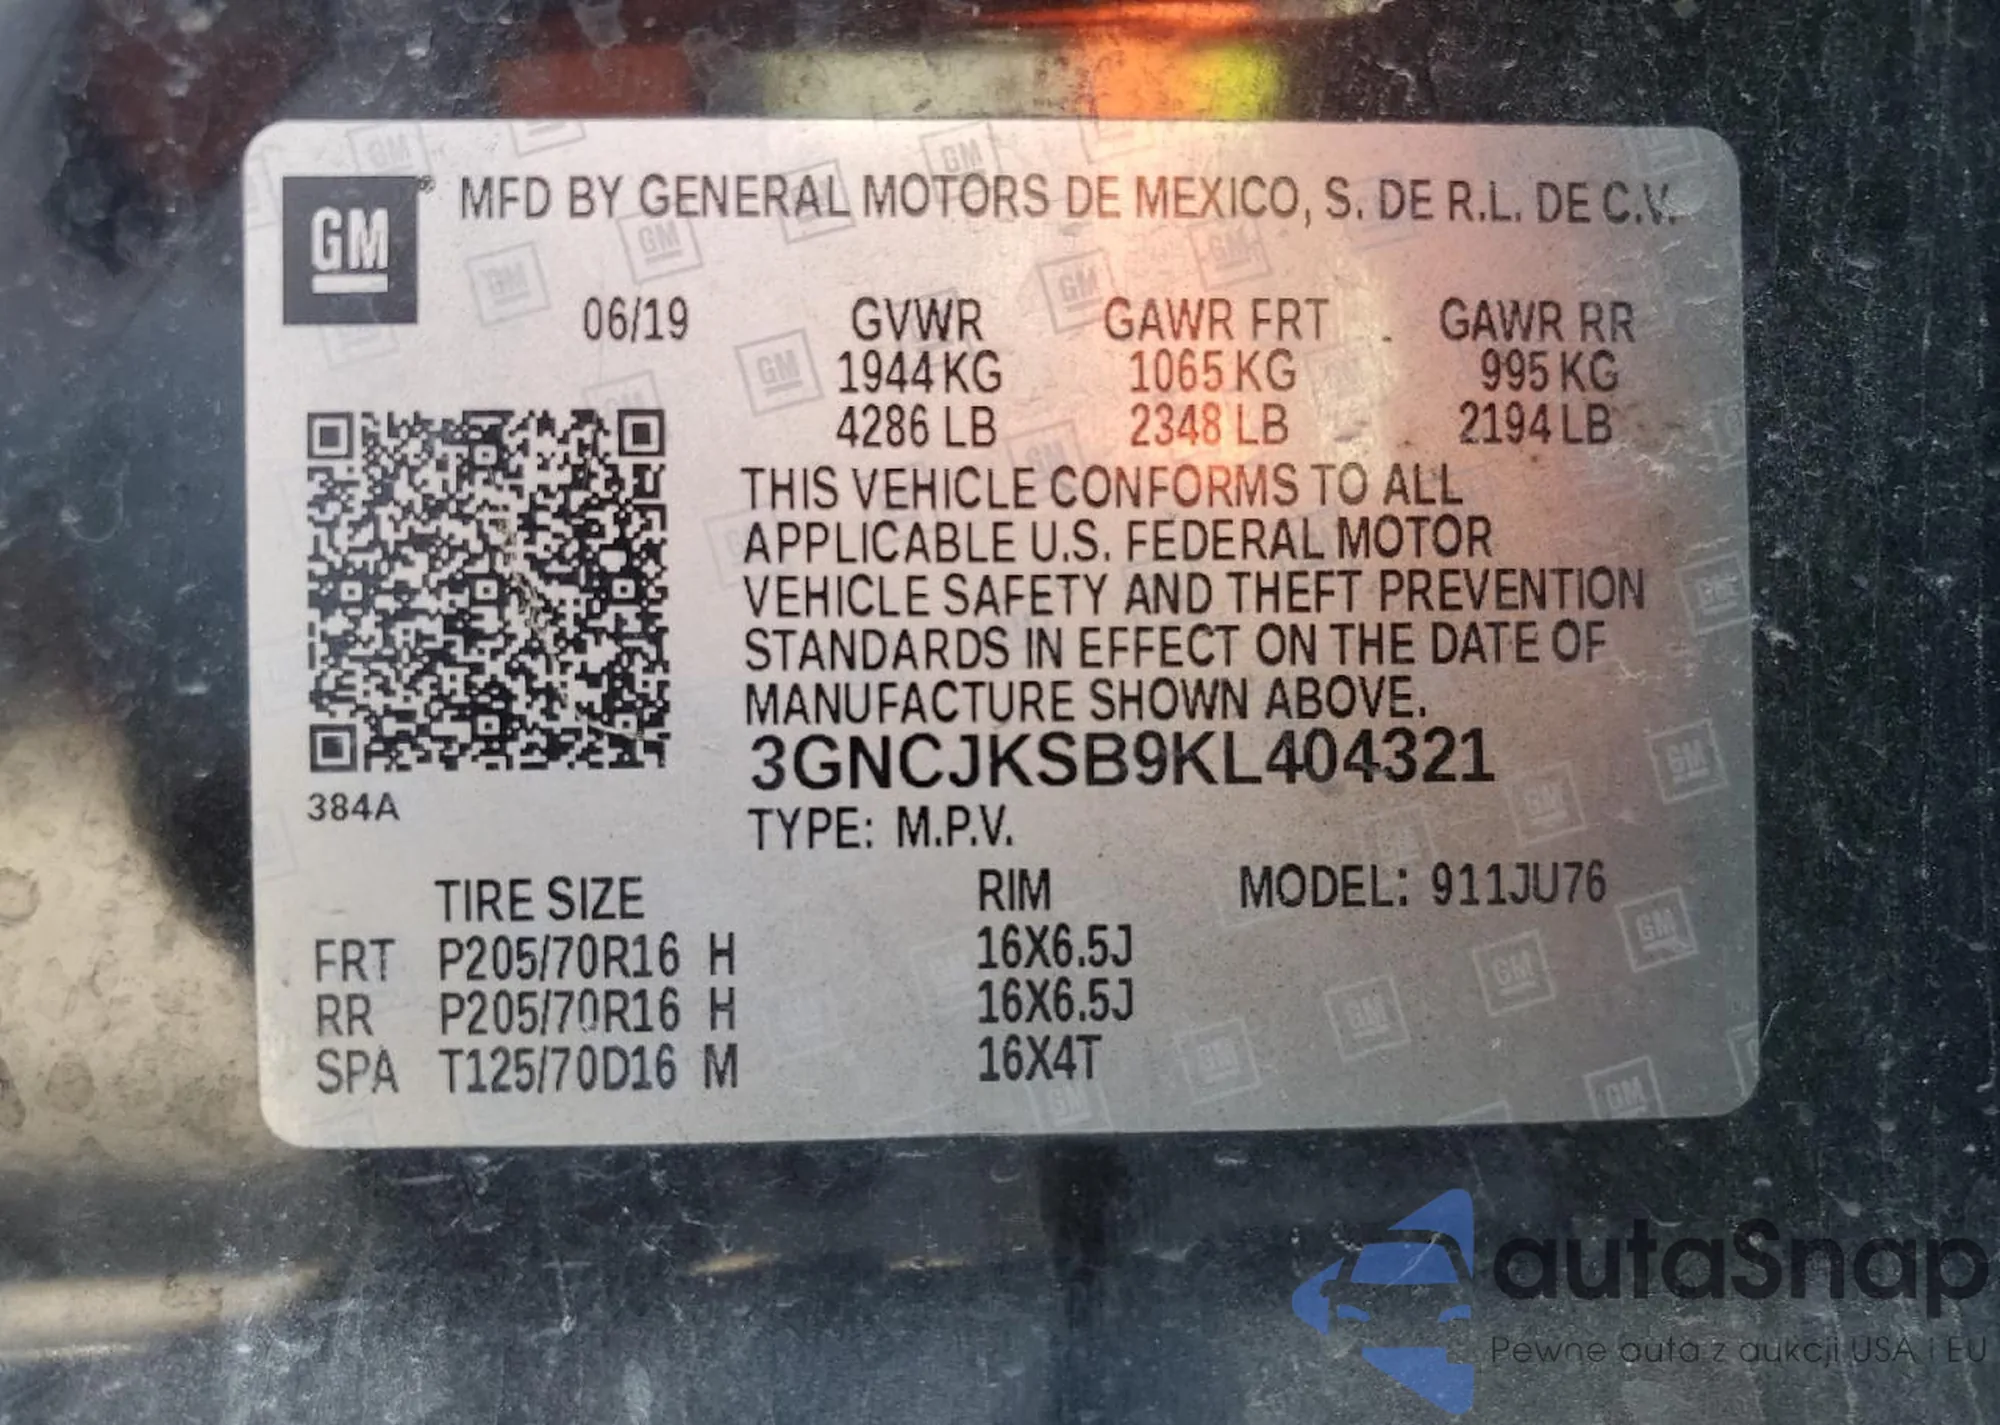 GM® MFD BY GENERAL MOTORS DE MEXICO, S. DE R.L. DE C.V.
06/19 GVWR GAWR FRT GAWR RR
1944 KG 1065 KG 995 KG
4286 LB 2348 LB 2194 LB
THIS VEHICLE CONFORMS TO ALL
APPLICABLE U.S. FEDERAL MOTOR
VEHICLE SAFETY AND THEFT PREVENTION
STANDARDS IN EFFECT ON THE DATE OF
MANUFACTURE SHOWN ABOVE.
3GNCJKSB9KL404321
384A
TYPE: M.P.V.
TIRE SIZE RIM MODEL: 911JU76
FRT P205/70R16 H 16X6.5J
RR P205/70R16 H 16X6.5J
SPA T125/70D16 M 16X4T
autaSnap
Pewne auta z aukcji USA i EU